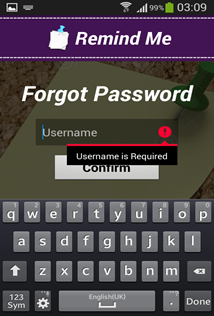 99% 03:09
Remind Me
Forgot Password
Username
Username is Required
Confirm
q w e r t y u i o p
a s d f g h j k l
z x c v b n m
123 Sym English(UK) . Done